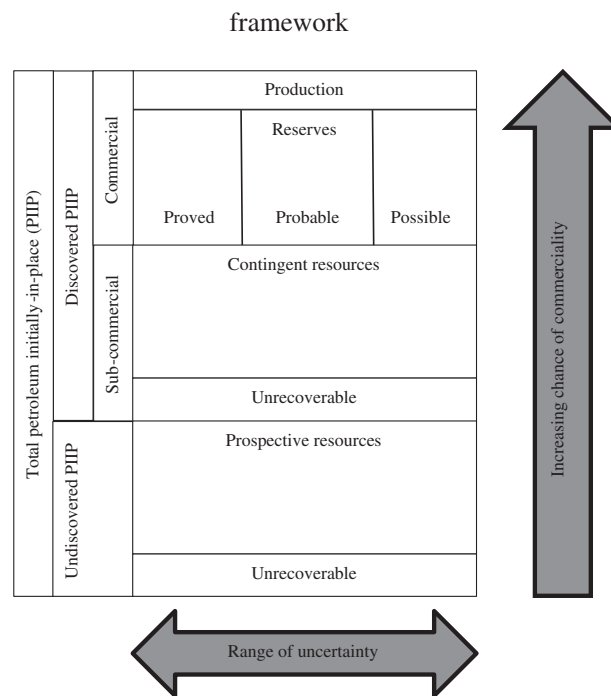 framework
Total petroleum initially-in-place (PIIP)
Discovered PIIP
Undiscovered PIIP
Commercial
Sub-commercial
Production
Reserves
Proved
Probable
Possible
Contingent resources
Unrecoverable
Prospective resources
Unrecoverable
Increasing chance of commerciality
Range of uncertainty